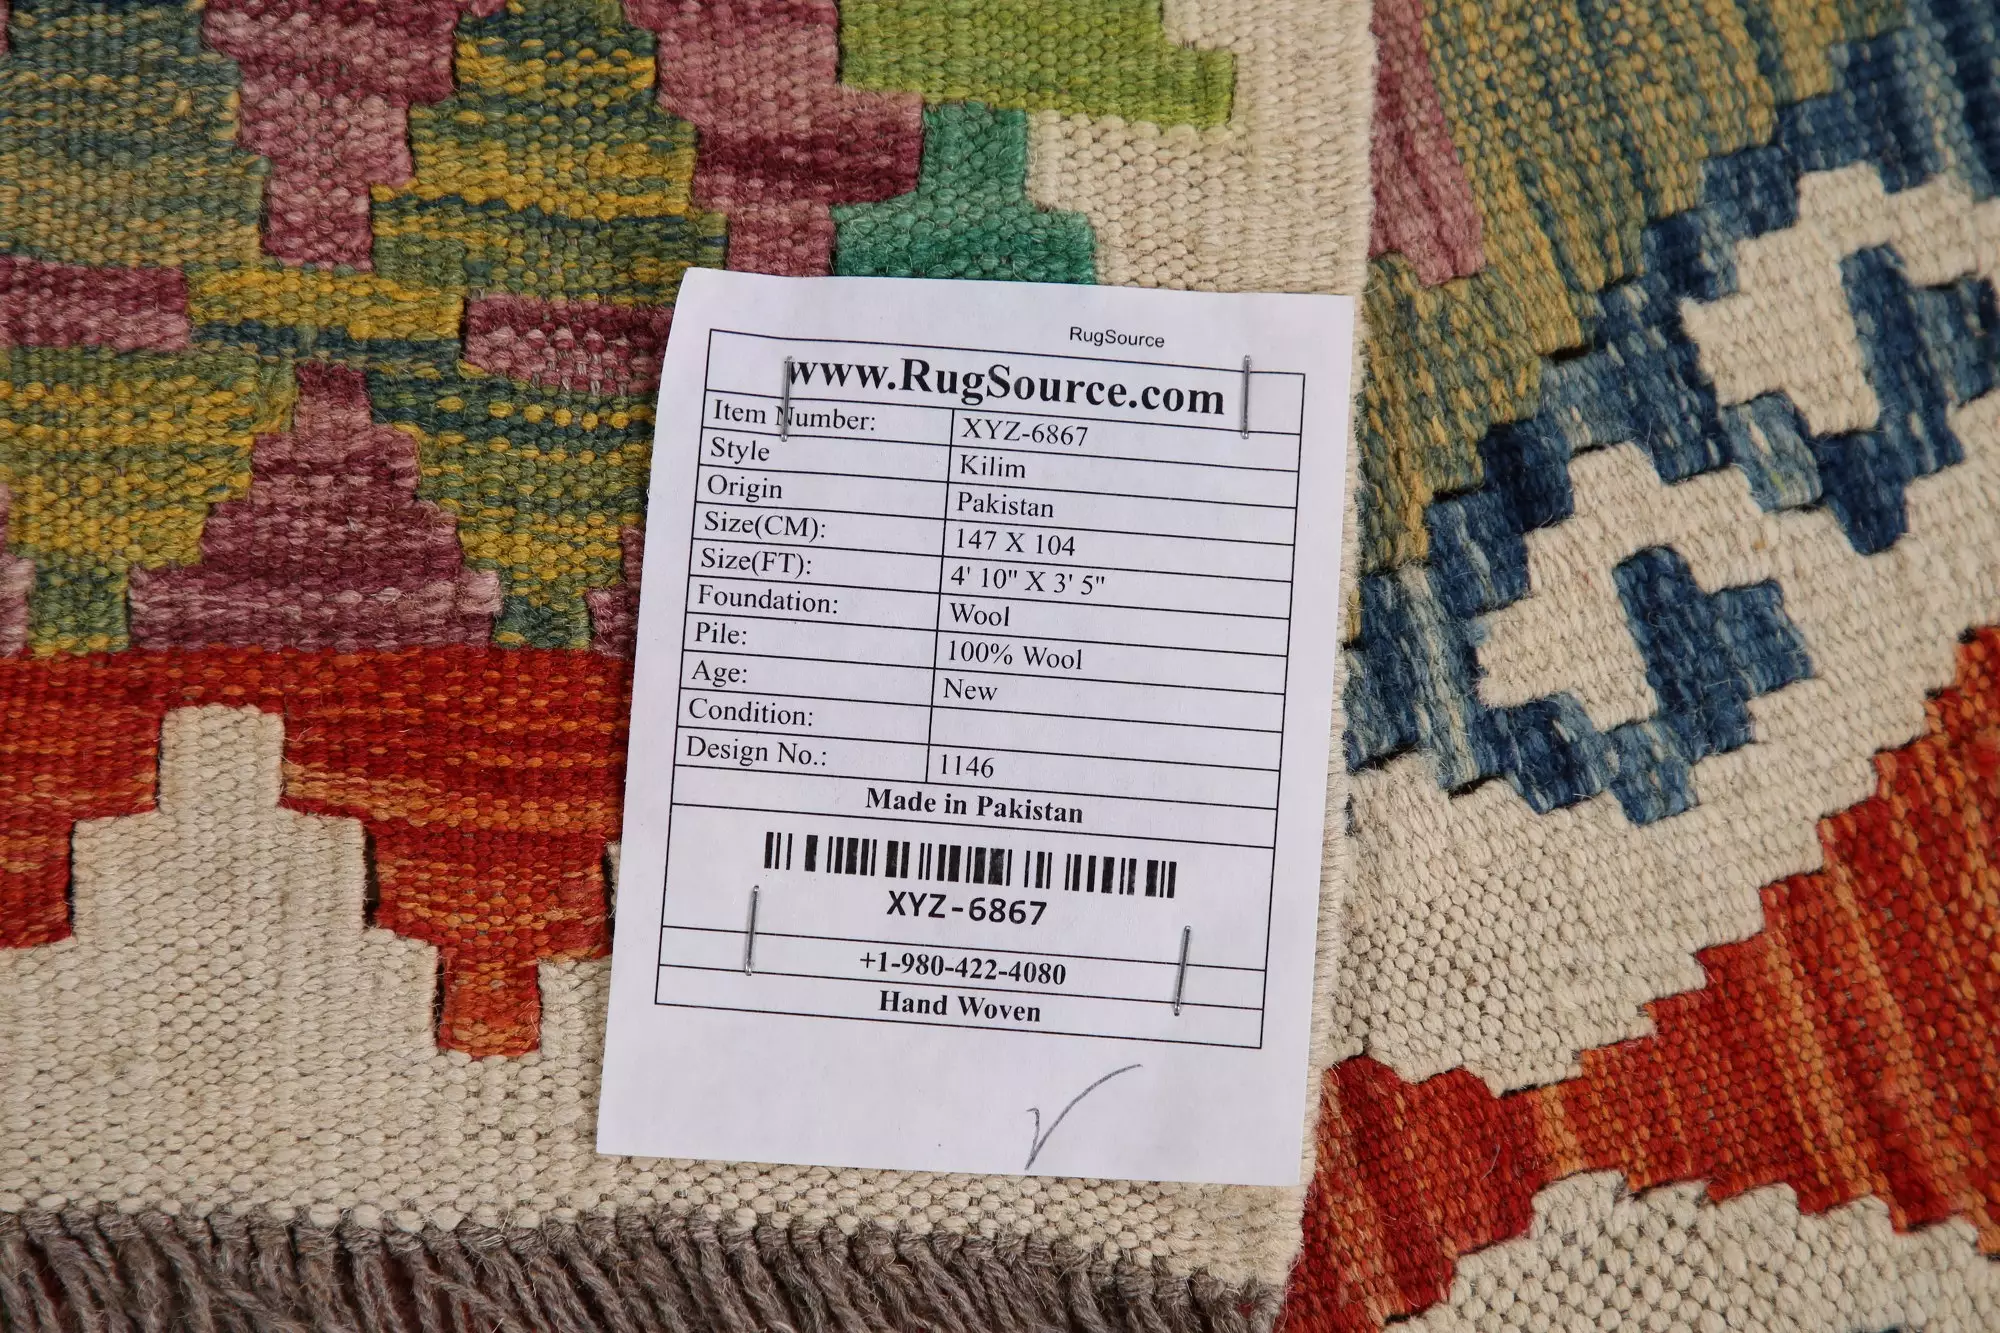 RugSource
www.RugSource.com
Item Number: XYZ-6867
Style Kilim
Origin Pakistan
Size(CM): 147 X 104
Size(FT): 4' 10" X 3' 5"
Foundation: Wool
Pile: 100% Wool
Age: New
Condition:
Design No.: 1146
Made in Pakistan
XYZ-6867
+1-980-422-4080
Hand Woven